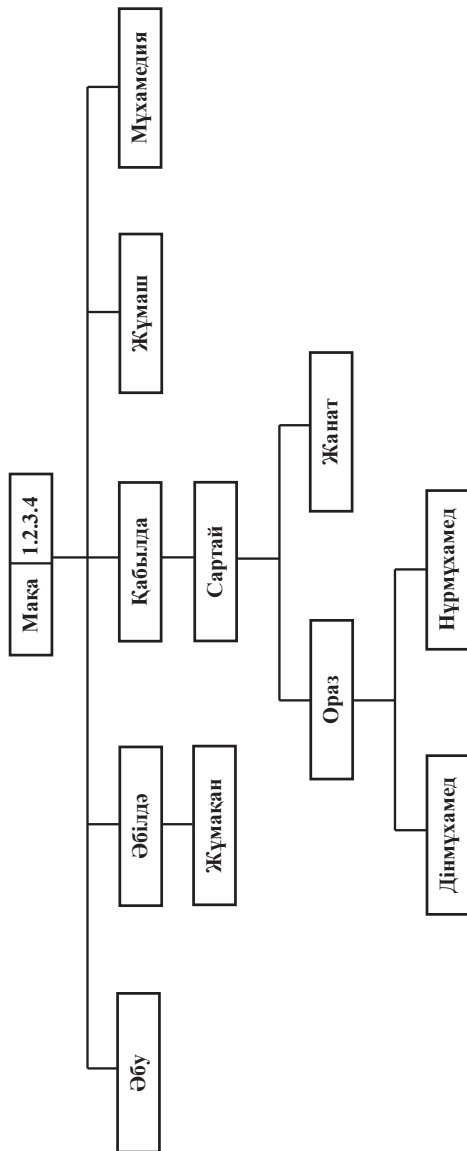 Мақа 1.2.3.4
Әбу
Әбілдә
Қабылда
Жұмаш
Мұхамедия
Жұмақан
Сартай
Ораз
Жанат
Дінмұхамед
Нұрмұхамед